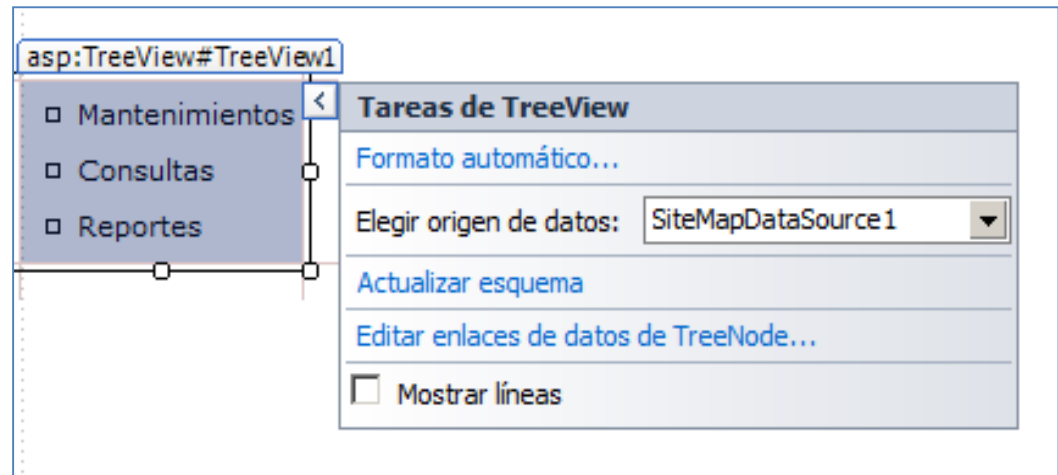 asp:TreeView#TreeView1
Mantenimientos
Consultas
Reportes
Tareas de TreeView
Formato automático...
Elegir origen de datos: SiteMapDataSource1
Actualizar esquema
Editar enlaces de datos de TreeNode...
Mostrar líneas